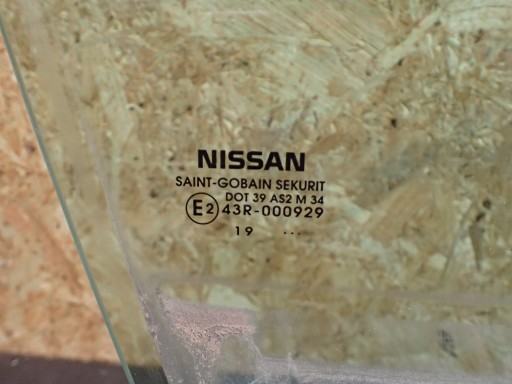 NISSAN
SAINT-GOBAIN SEKURIT
DOT 39 AS2 M 34
E2 43R-000929
19 ...